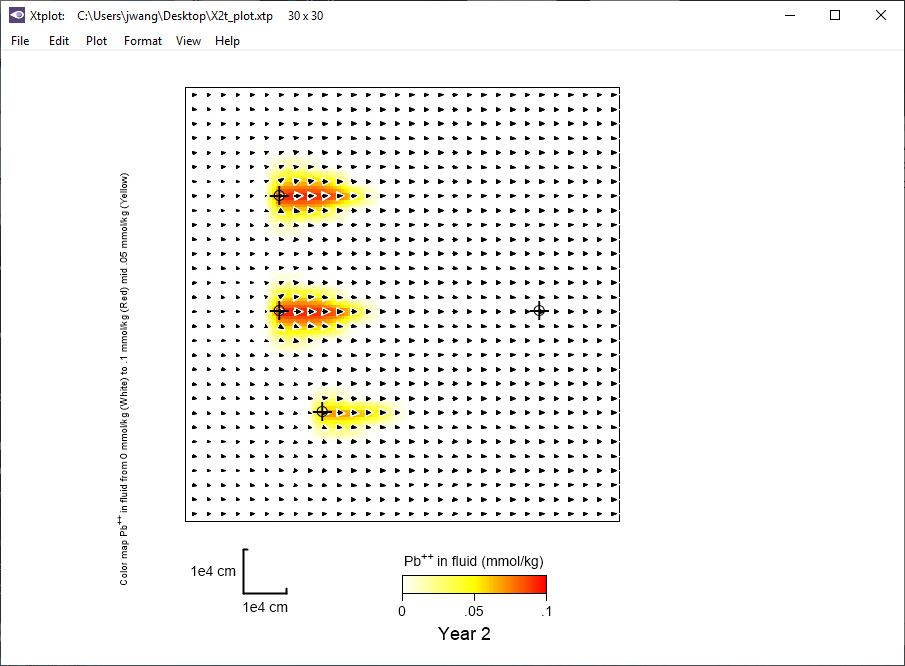 Xtplot: C:\Users\jwang\Desktop\X2t_plot.xtp 30 x 30
File Edit Plot Format View Help
Color map Pb++ in fluid from 0 mmol/kg (White) to .1 mmol/kg (Red) mid .05 mmol/kg (Yellow)
1e4 cm
1e4 cm
Pb++ in fluid (mmol/kg)
0 .05 .1
Year 2